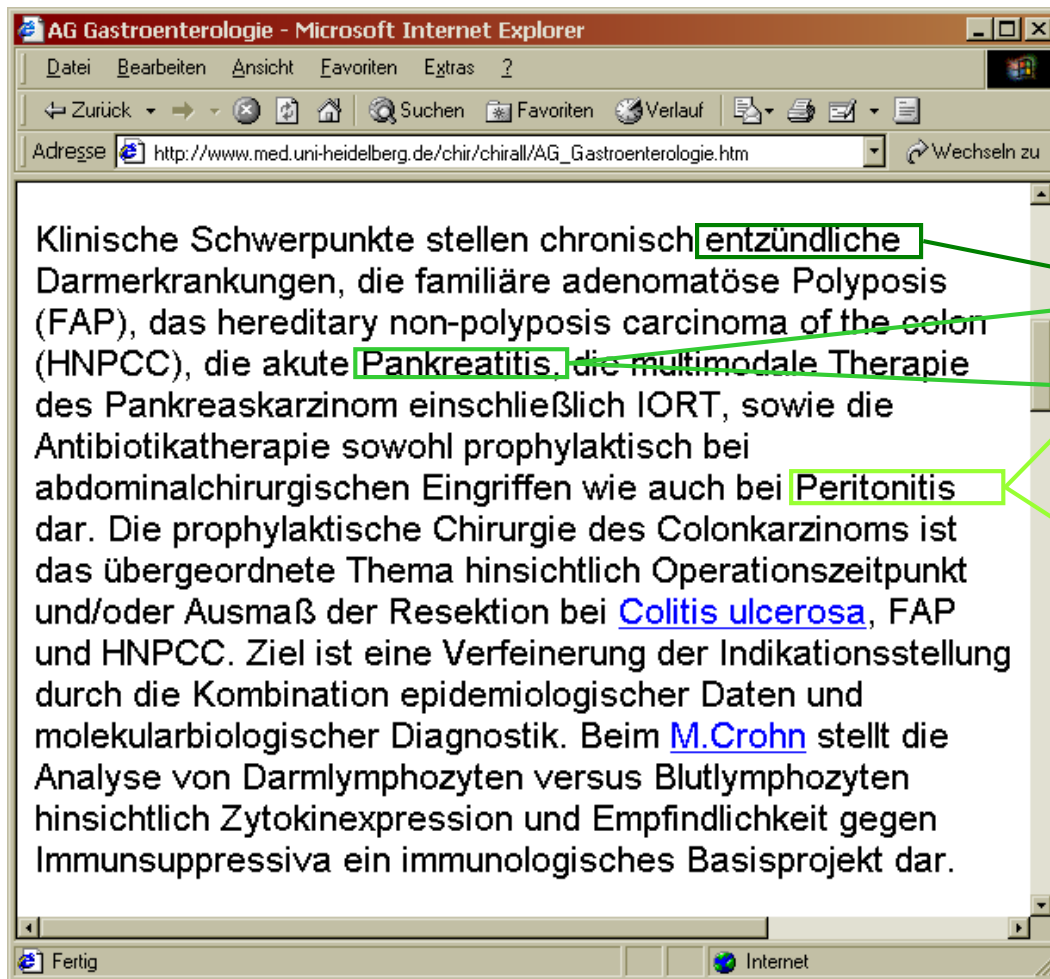 AG Gastroenterologie - Microsoft Internet Explorer
Datei Bearbeiten Ansicht Favoriten Extras ?
Zurück Suchen Favoriten Verlauf
Adresse http://www.med.uni-heidelberg.de/chir/chirall/AG_Gastroenterologie.htm Wechseln zu
Klinische Schwerpunkte stellen chronisch entzündliche
Darmerkrankungen, die familiäre adenomatöse Polyposis
(FAP), das hereditary non-polyposis carcinoma of the colon
(HNPCC), die akute Pankreatitis, die multimodale Therapie
des Pankreaskarzinom einschließlich IORT, sowie die
Antibiotikatherapie sowohl prophylaktisch bei
abdominalchirurgischen Eingriffen wie auch bei Peritonitis
dar. Die prophylaktische Chirurgie des Colonkarzinoms ist
das übergeordnete Thema hinsichtlich Operationszeitpunkt
und/oder Ausmaß der Resektion bei Colitis ulcerosa, FAP
und HNPCC. Ziel ist eine Verfeinerung der Indikationsstellung
durch die Kombination epidemiologischer Daten und
molekularbiologischer Diagnostik. Beim M.Crohn stellt die
Analyse von Darmlymphozyten versus Blutlymphozyten
hinsichtlich Zytokinexpression und Empfindlichkeit gegen
Immunsuppressiva ein immunologisches Basisprojekt dar.
Fertig Internet